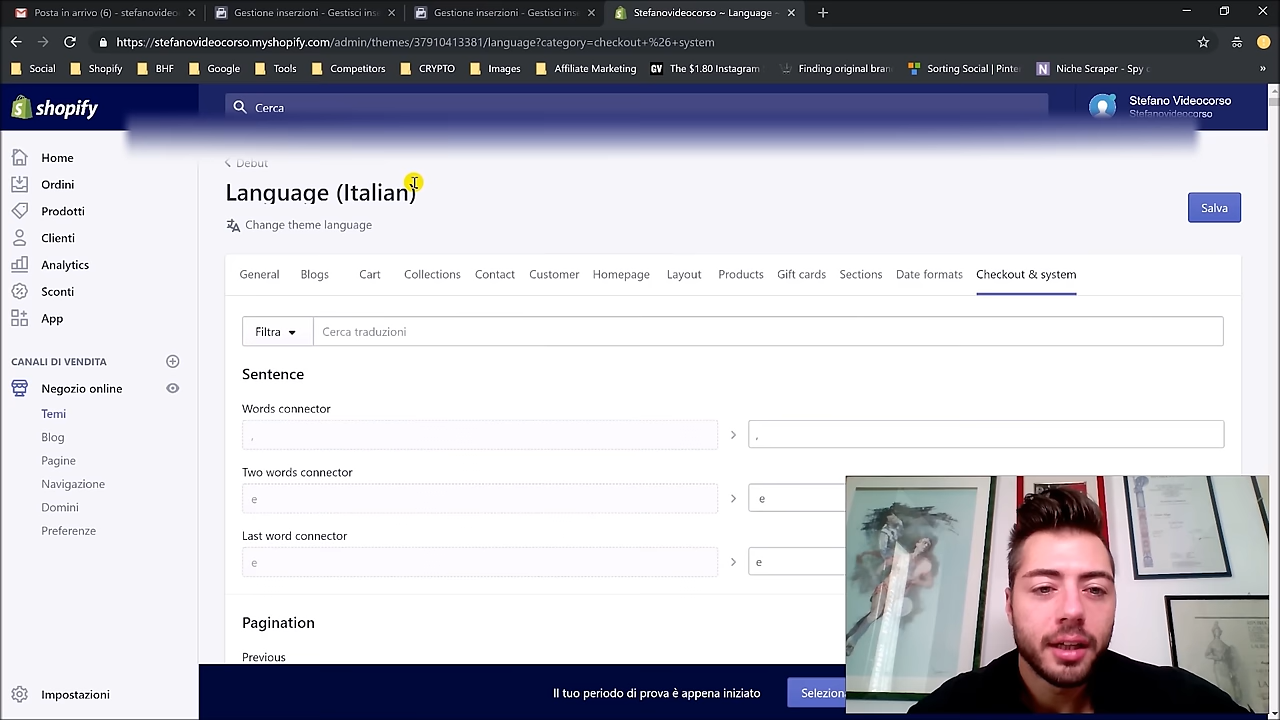 Posta in arrivo (6) - stefanovideoc
Gestione inserzioni - Gestisci inse
Gestione inserzioni - Gestisci inse
Stefanovideocorso ~ Language ~
https://stefanovideocorso.myshopify.com/admin/themes/37910413381/language?category=checkout+%26+system
Social
Shopify
BHF
Google
Tools
Competitors
CRYPTO
Images
Affiliate Marketing
The $1.80 Instagram
Finding original bran
Sorting Social | Pinte
Niche Scraper - Spy
»
shopify
Cerca
Stefano Videocorso
Stefanovideocorso
Home
Ordini
Prodotti
Clienti
Analytics
Sconti
App
CANALI DI VENDITA
Negozio online
Temi
Blog
Pagine
Navigazione
Domini
Preferenze
Impostazioni
Debut
Language (Italian)
Change theme language
Salva
General
Blogs
Cart
Collections
Contact
Customer
Homepage
Layout
Products
Gift cards
Sections
Date formats
Checkout & system
Filtra
Cerca traduzioni
Sentence
Words connector
,
,
Two words connector
e
e
Last word connector
e
e
Pagination
Previous
Il tuo periodo di prova è appena iniziato
Selezion